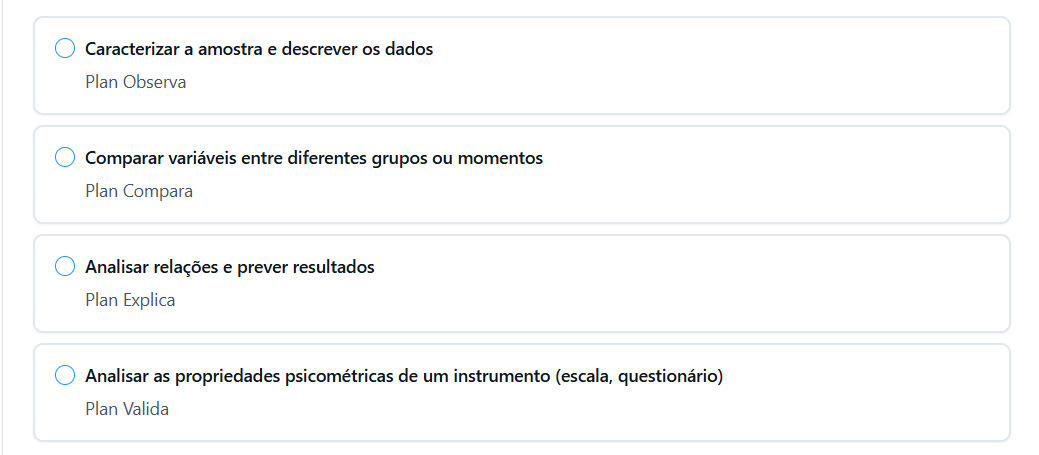 Caracterizar a amostra e descrever os dados
Plan Observa
Comparar variáveis entre diferentes grupos ou momentos
Plan Compara
Analisar relações e prever resultados
Plan Explica
Analisar as propriedades psicométricas de um instrumento (escala, questionário)
Plan Valida